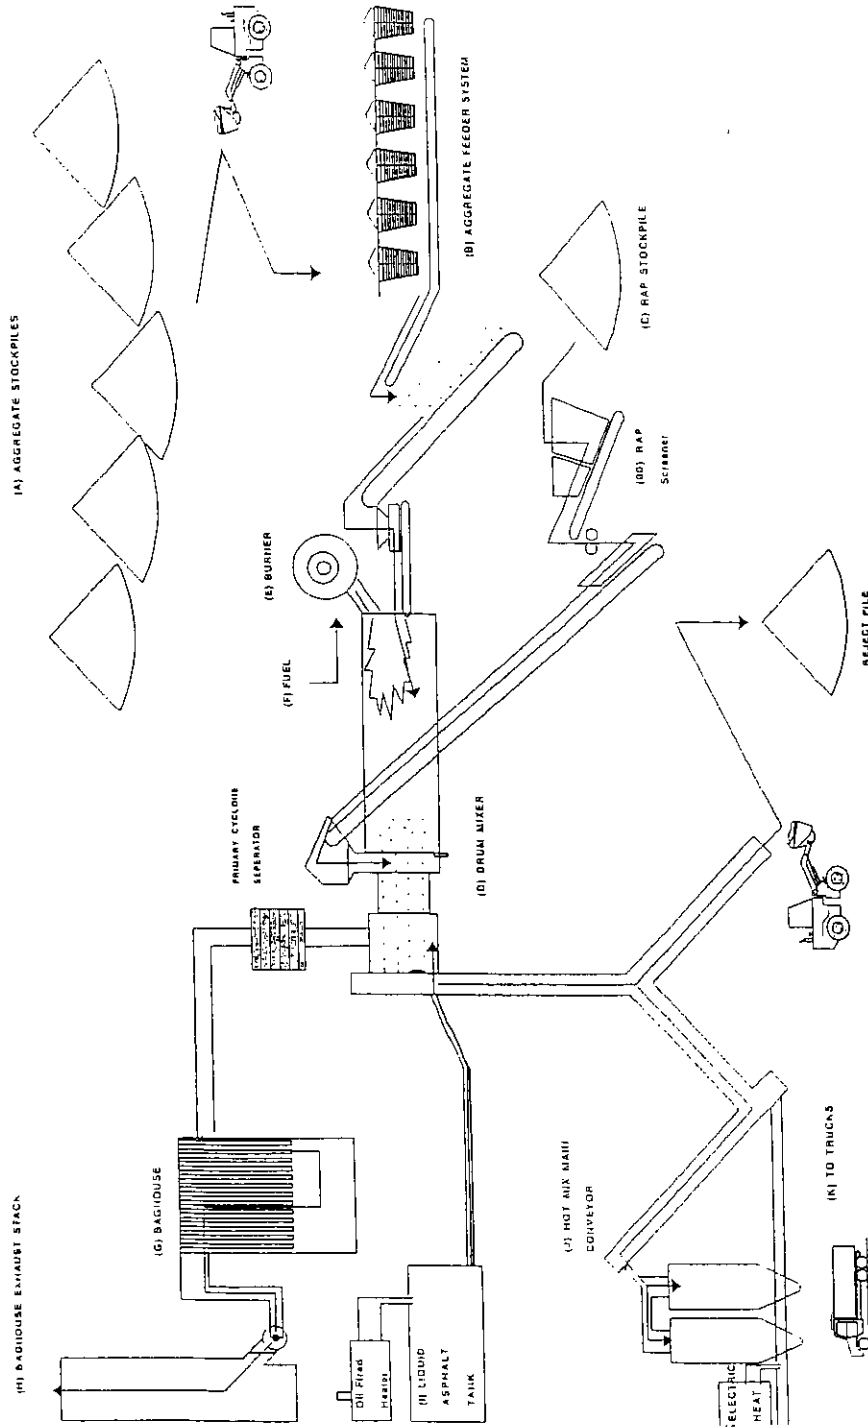 (A) AGGREGATE STOCKPILES
(B) AGGREGATE FEEDER SYSTEM
(C) RAP STOCKPILE
(DD) RAP
Screener
(E) BURNER
(F) FUEL
PRIMARY CYCLONE
SEPERATOR
(D) DRUM MIXER
REJECT PILE
(G) BAGHOUSE
(H) BAGHOUSE EXHAUST STACK
Oil Fired
Heater
(I) LIQUID
ASPHALT
TANK
(J) HOT MIX MAIN
CONVEYOR
(K) TO TRUCKS
ELECTRIC
HEAT